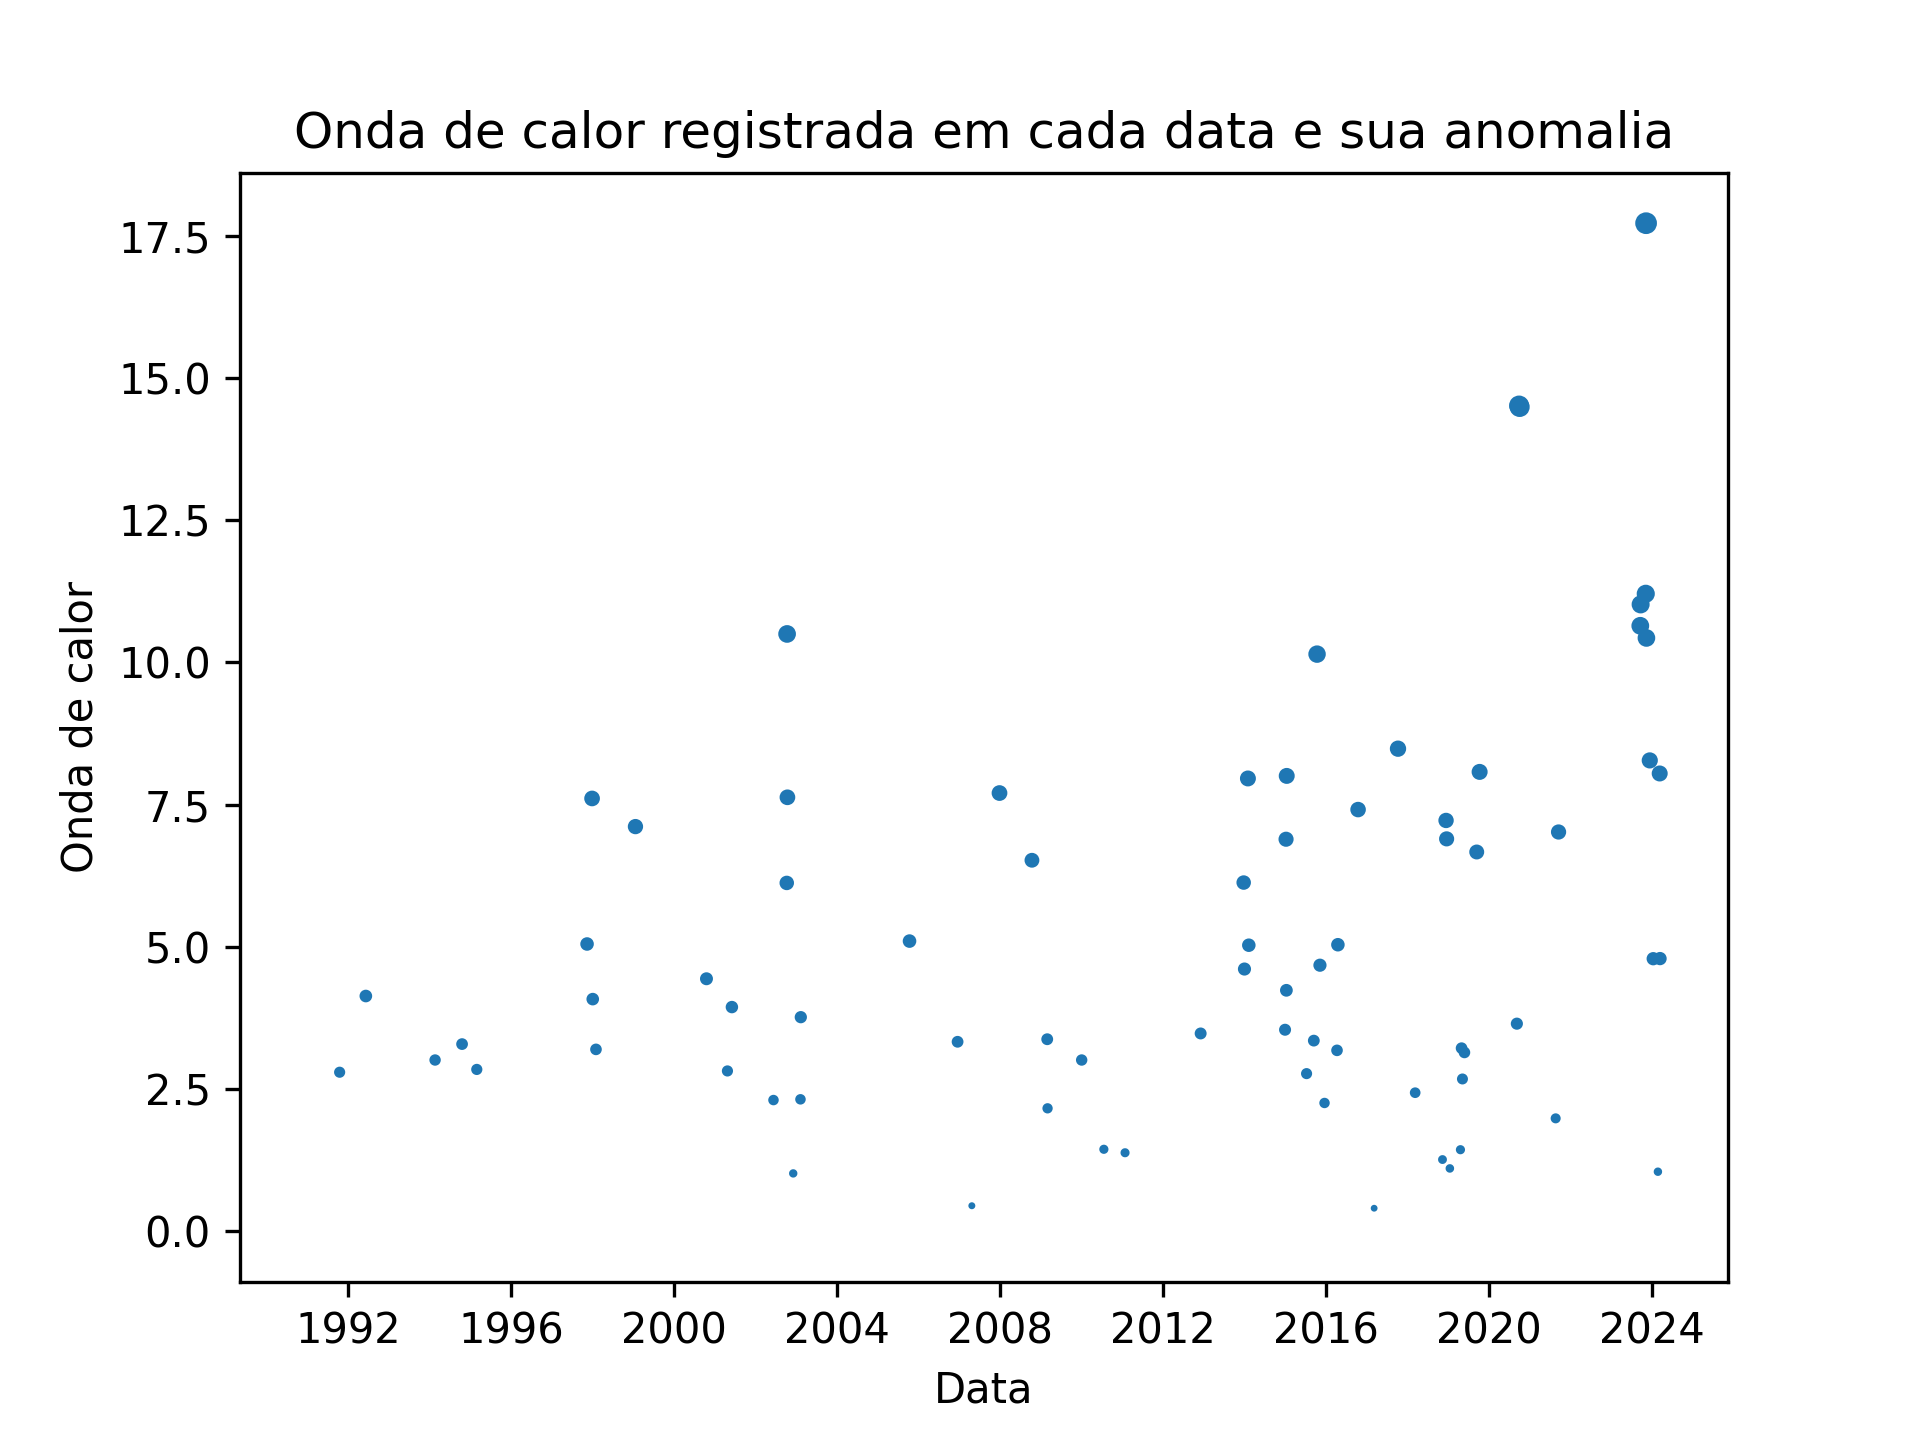 Onda de calor registrada em cada data e sua anomalia
17.5
15.0
12.5
10.0
7.5
5.0
2.5
0.0
Onda de calor
1992 1996 2000 2004 2008 2012 2016 2020 2024
Data